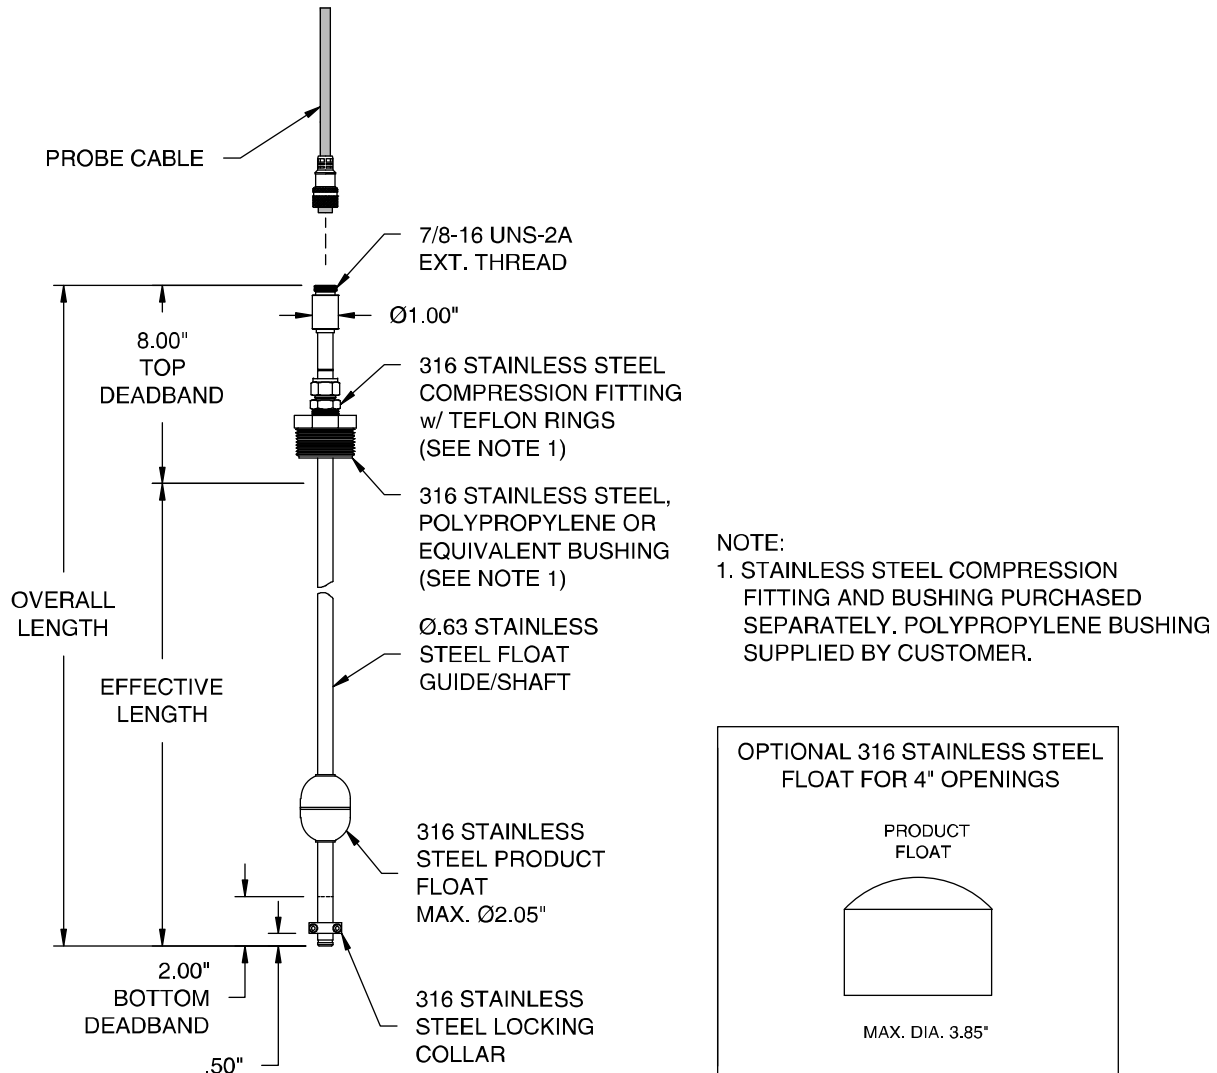 PROBE CABLE
7/8-16 UNS-2A
EXT. THREAD
Ø1.00"
8.00"
TOP
DEADBAND
316 STAINLESS STEEL
COMPRESSION FITTING
w/ TEFLON RINGS
(SEE NOTE 1)
316 STAINLESS STEEL,
POLYPROPYLENE OR
EQUIVALENT BUSHING
(SEE NOTE 1)
NOTE:
1. STAINLESS STEEL COMPRESSION
FITTING AND BUSHING PURCHASED
SEPARATELY. POLYPROPYLENE BUSHING
SUPPLIED BY CUSTOMER.
OVERALL
LENGTH
Ø.63 STAINLESS
STEEL FLOAT
GUIDE/SHAFT
EFFECTIVE
LENGTH
OPTIONAL 316 STAINLESS STEEL
FLOAT FOR 4" OPENINGS
PRODUCT
FLOAT
MAX. DIA. 3.85"
316 STAINLESS
STEEL PRODUCT
FLOAT
MAX. Ø2.05"
2.00"
BOTTOM
DEADBAND
316 STAINLESS
STEEL LOCKING
COLLAR
.50"